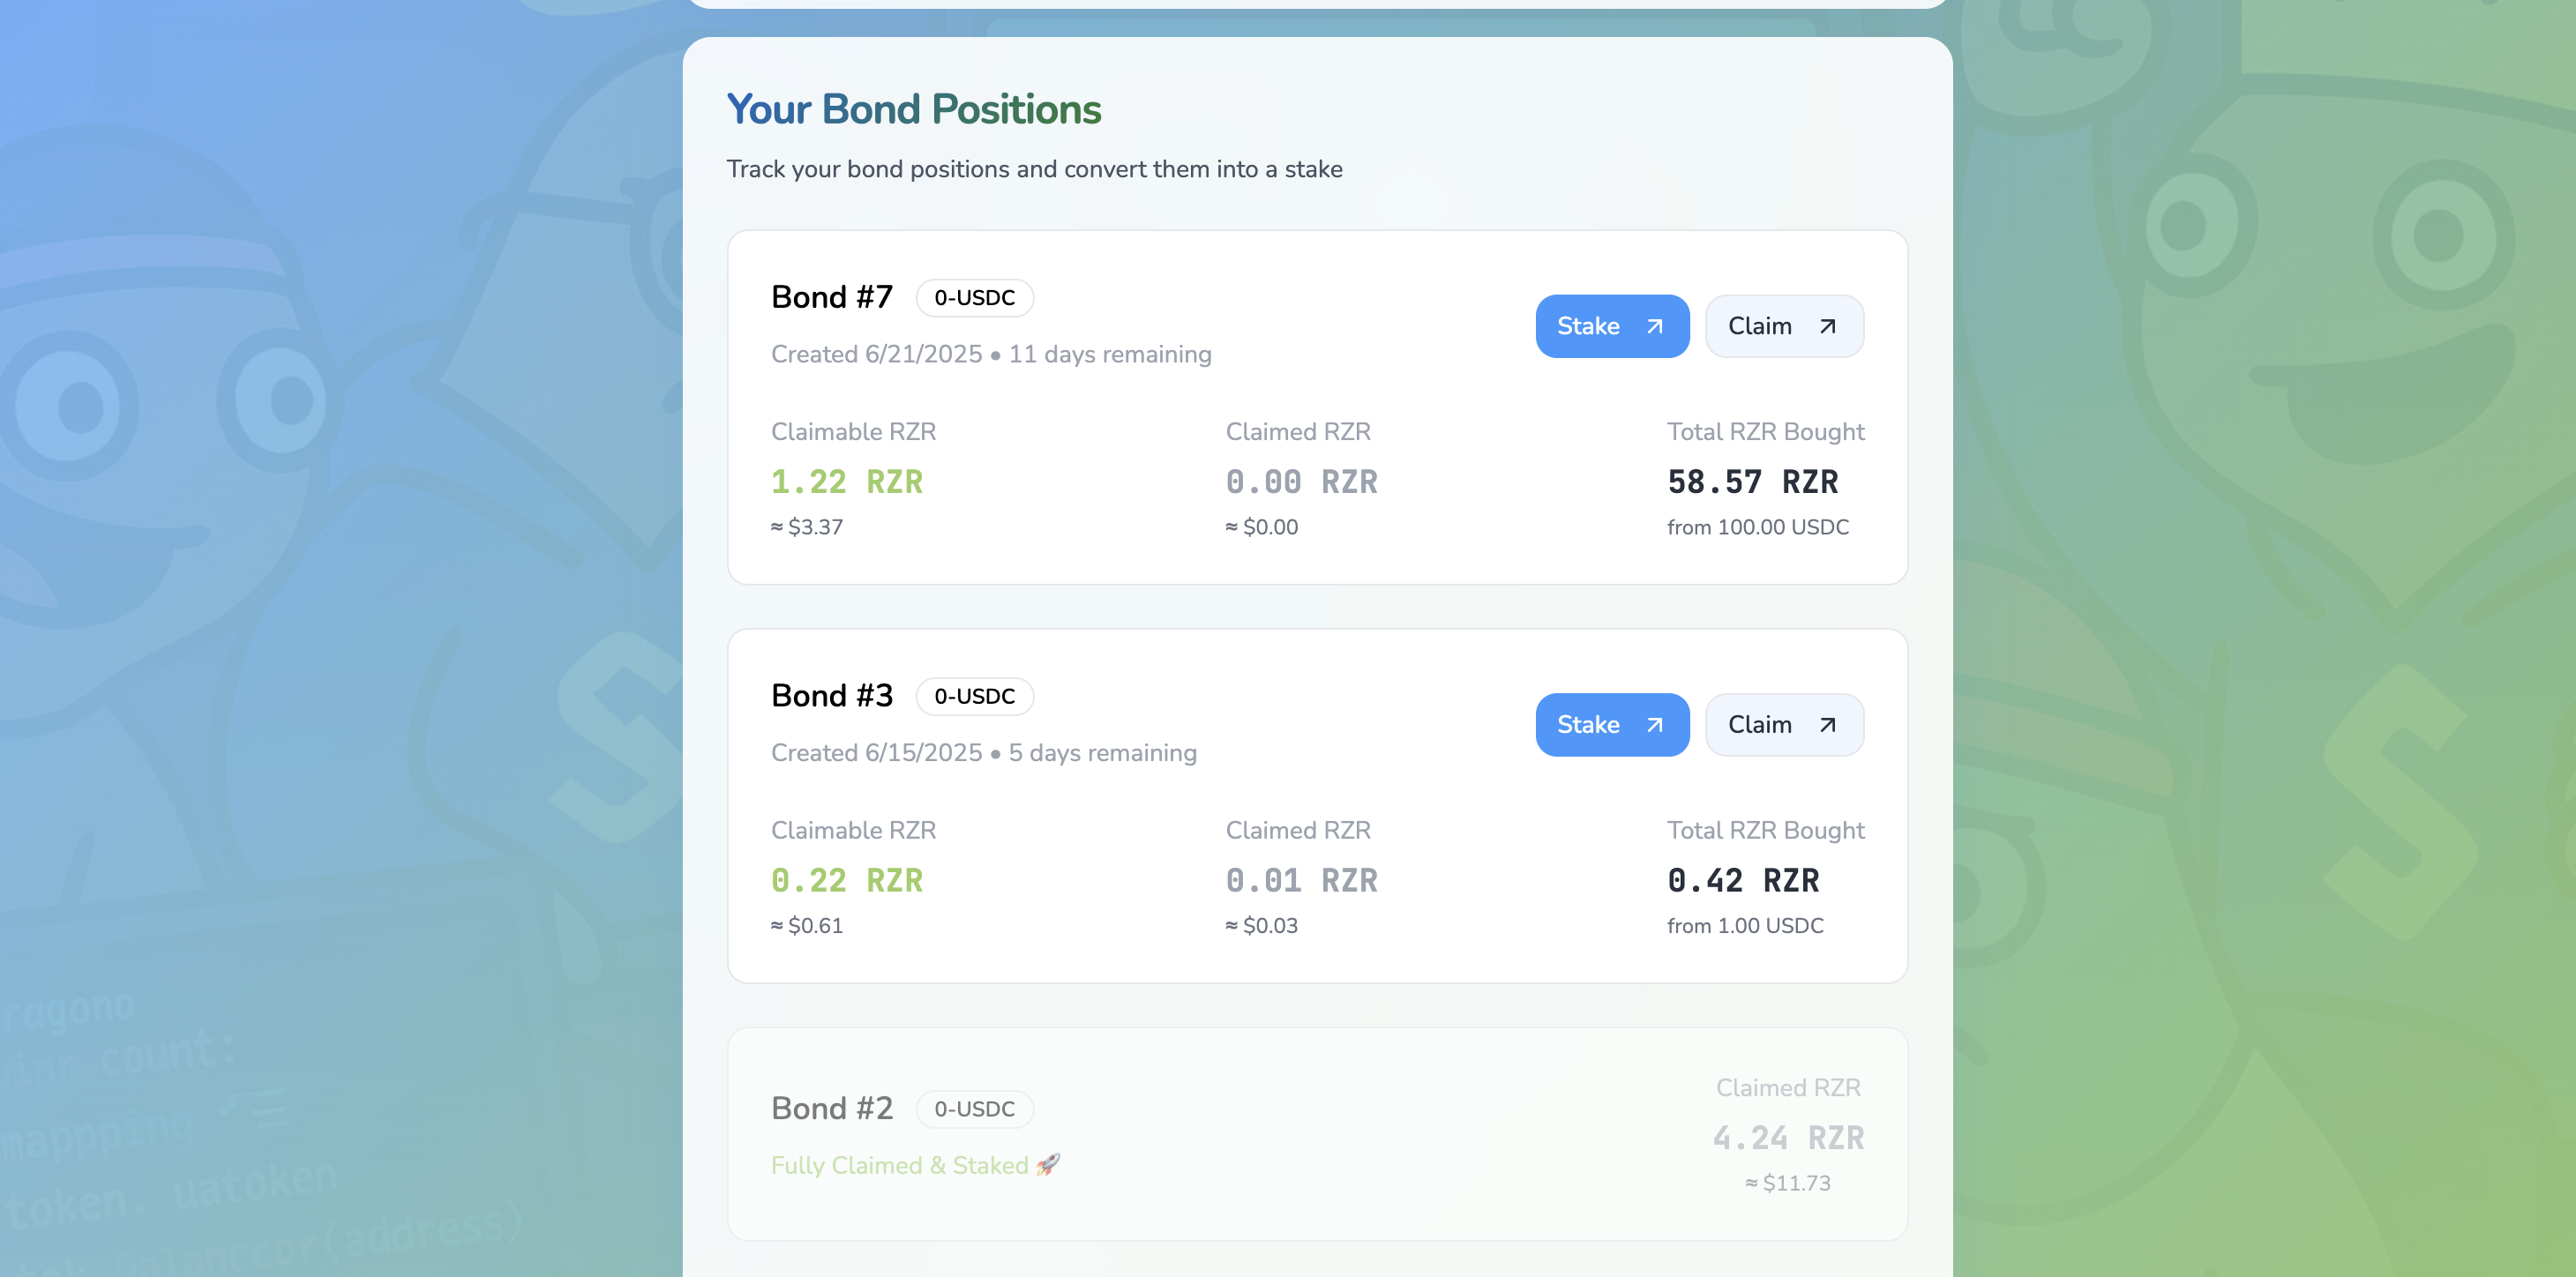 Your Bond Positions
Track your bond positions and convert them into a stake
Bond #7 0-USDC
Created 6/21/2025 • 11 days remaining
Stake Claim
Claimable RZR Claimed RZR Total RZR Bought
1.22 RZR 0.00 RZR 58.57 RZR
≈ $3.37 ≈ $0.00 from 100.00 USDC
Bond #3 0-USDC
Created 6/15/2025 • 5 days remaining
Stake Claim
Claimable RZR Claimed RZR Total RZR Bought
0.22 RZR 0.01 RZR 0.42 RZR
≈ $0.61 ≈ $0.03 from 1.00 USDC
Bond #2 0-USDC
Fully Claimed & Staked 🚀
Claimed RZR
4.24 RZR
≈ $11.73
ragono
count:
mappping
token. uatoken